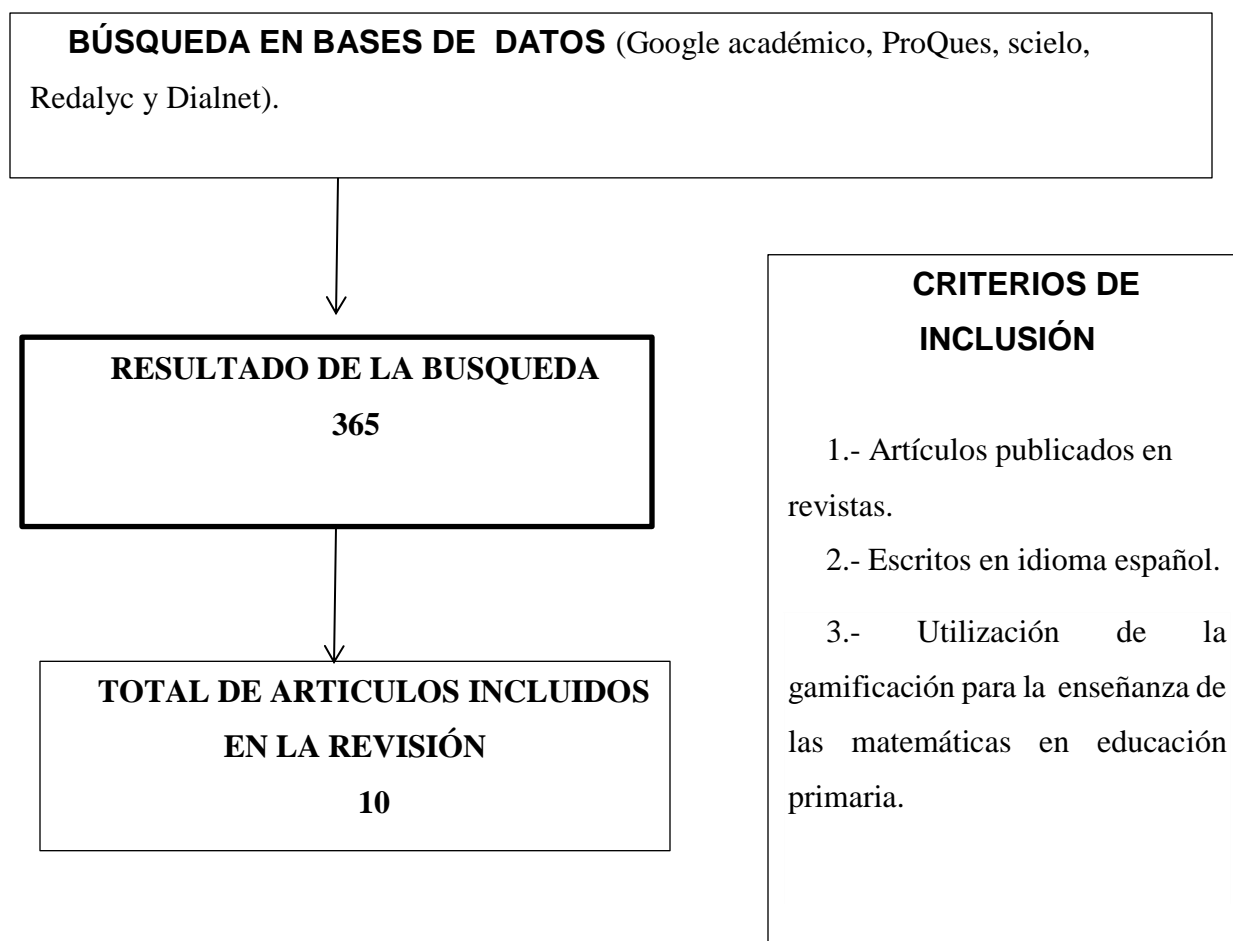 BÚSQUEDA EN BASES DE DATOS (Google académico, ProQues, scielo,
Redalyc y Dialnet).
RESULTADO DE LA BUSQUEDA
365
TOTAL DE ARTICULOS INCLUIDOS
EN LA REVISIÓN
10
CRITERIOS DE
INCLUSIÓN
1.- Artículos publicados en
revistas.
2.- Escritos en idioma español.
3.- Utilización de la
gamificación para la enseñanza de
las matemáticas en educación
primaria.